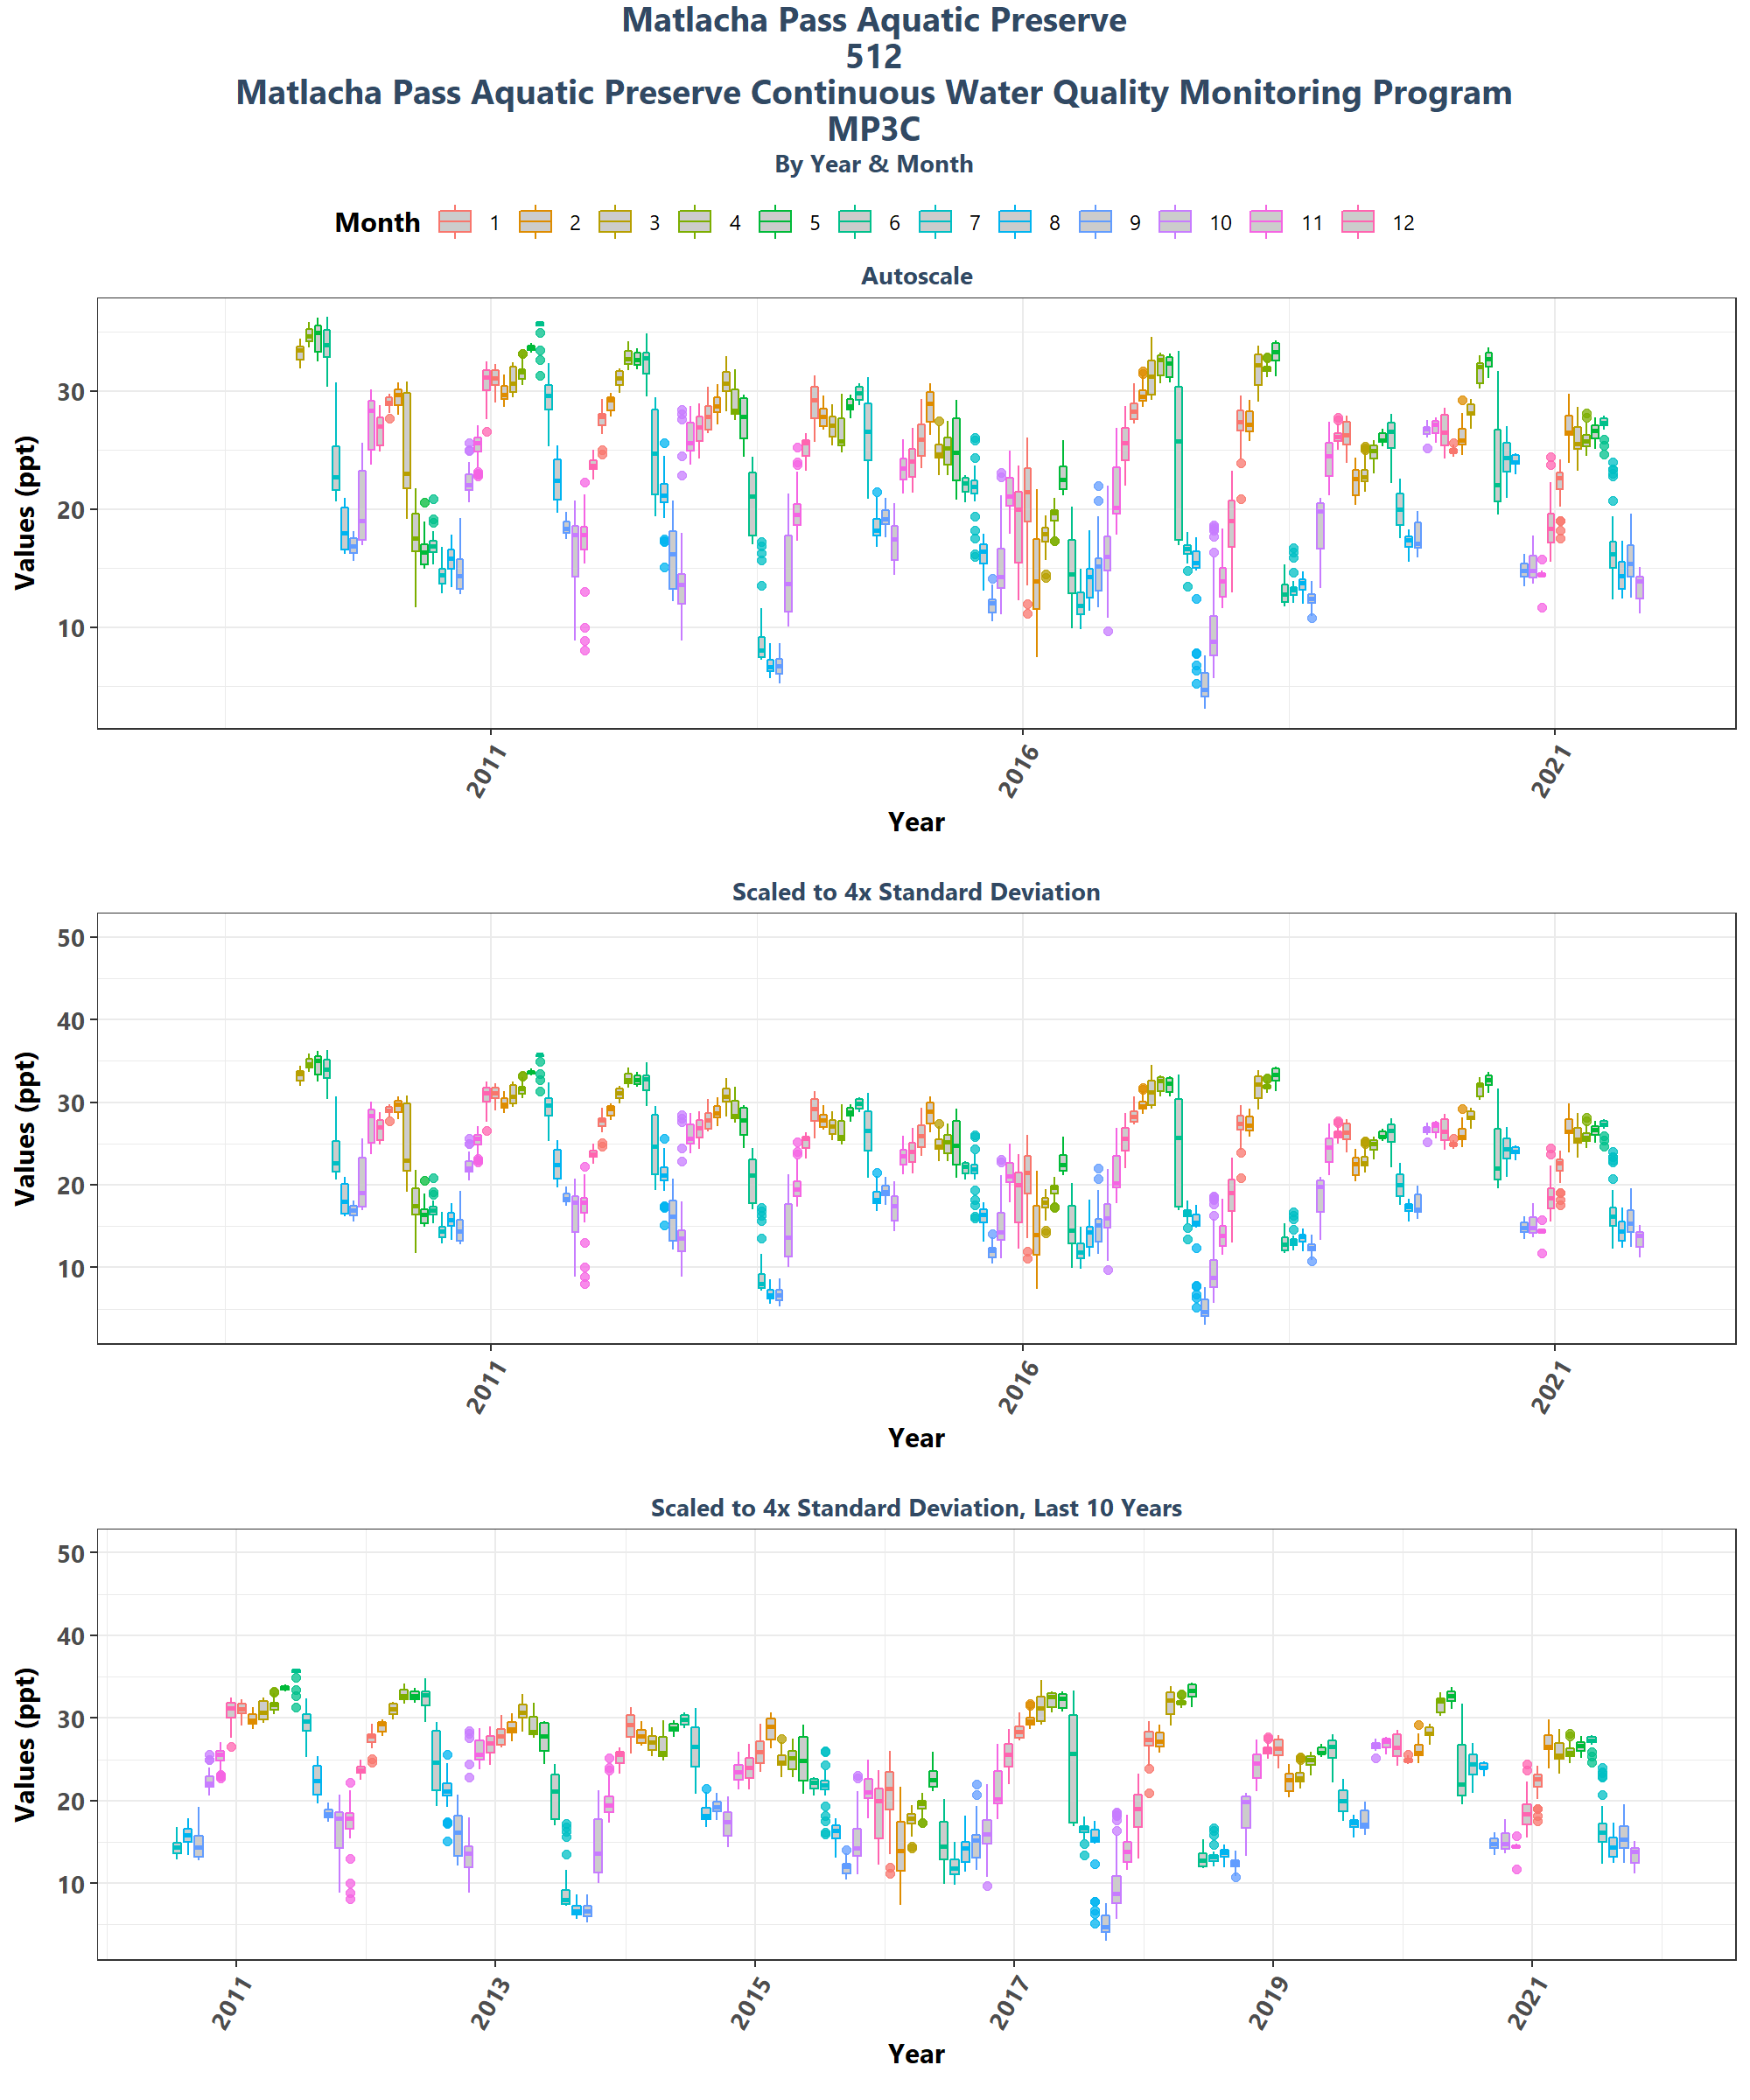 Matlacha Pass Aquatic Preserve
512
Matlacha Pass Aquatic Preserve Continuous Water Quality Monitoring Program
MP3C
By Year & Month
Month 1 2 3 4 5 6 7 8 9 10 11 12
Autoscale
Values (ppt)
30
20
10
2011 2016 2021
Year
Scaled to 4x Standard Deviation
Values (ppt)
50
40
30
20
10
2011 2016 2021
Year
Scaled to 4x Standard Deviation, Last 10 Years
Values (ppt)
50
40
30
20
10
2011 2013 2015 2017 2019 2021
Year